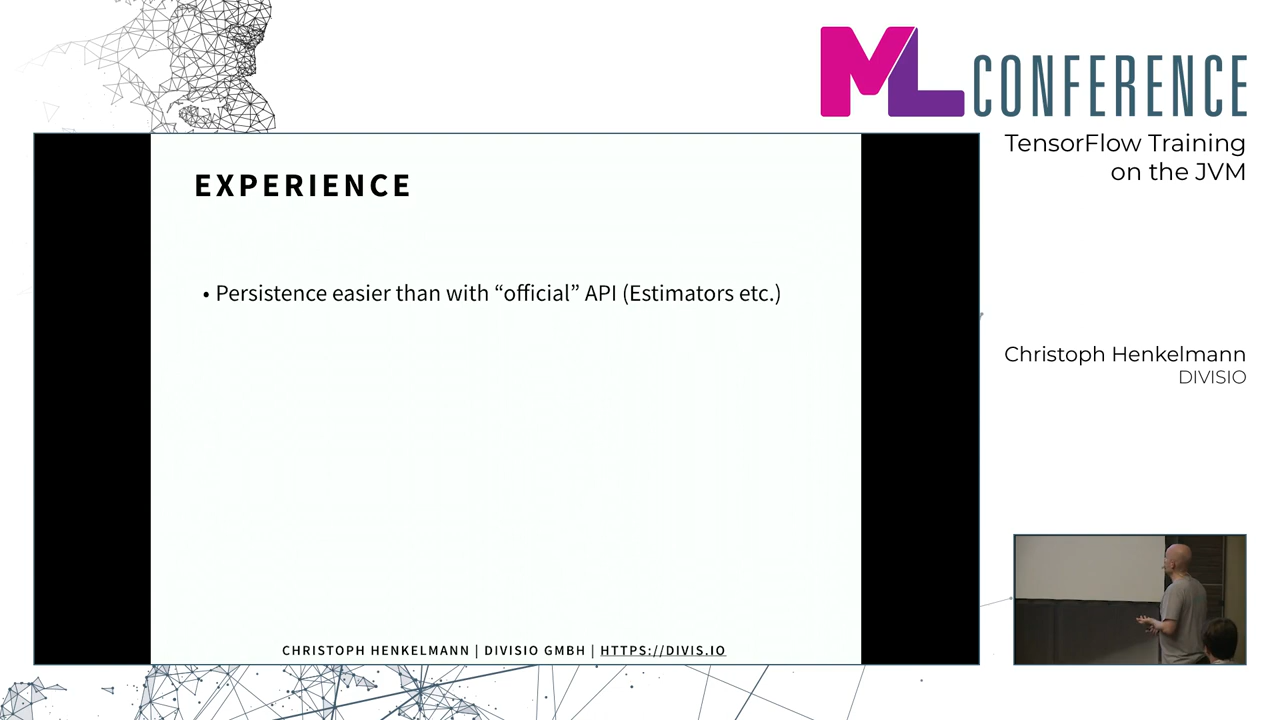 ML CONFERENCE
TensorFlow Training
on the JVM
EXPERIENCE
• Persistence easier than with “official” API (Estimators etc.)
Christoph Henkelmann
DIVISIO
CHRISTOPH HENKELMANN | DIVISIO GMBH | HTTPS://DIVIS.IO